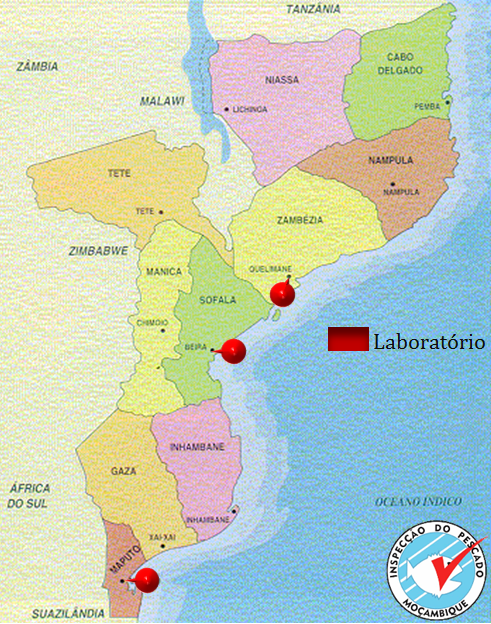 TANZÂNIA
ZÂMBIA
CABO
DELGADO
NIASSA
MALAWI
LICHINGA
PEMBA
NAMPULA
TETE
NAMPULA
TETE
ZAMBÉZIA
ZIMBABWE
MANICA
QUELIMANE
SOFALA
CHIMOIO
BEIRA
Laboratório
INHAMBANE
GAZA
ÁFRICA
DO SUL
OCEANO INDICO
INHAMBANE
XAI-XAI
MAPUTO
INSPECÇÃO DO PESCADO
MOÇAMBIQUE
SUAZILÂNDIA